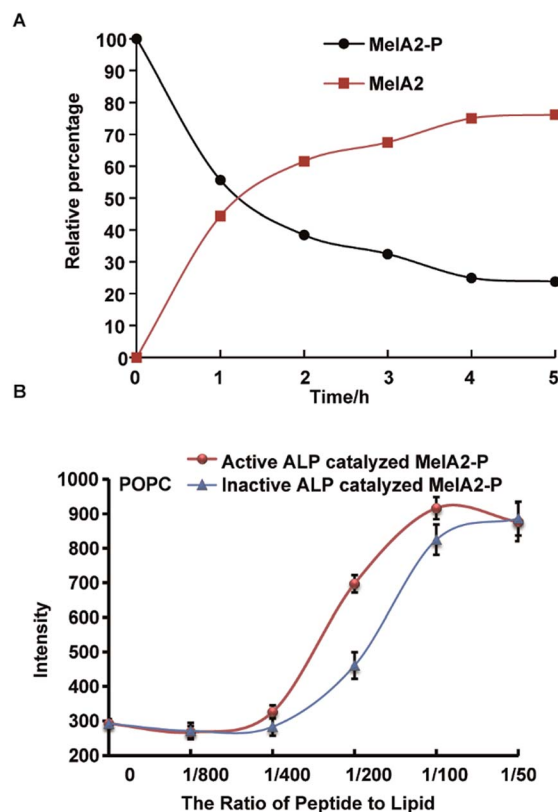 A
MelA2-P
MelA2
Relative percentage
100
90
80
70
60
50
40
30
20
10
0
0 1 2 3 4 5
Time/h
B
Active ALP catalyzed MelA2-P
Inactive ALP catalyzed MelA2-P
POPC
Intensity
1000
900
800
700
600
500
400
300
200
0 1/800 1/400 1/200 1/100 1/50
The Ratio of Peptide to Lipid